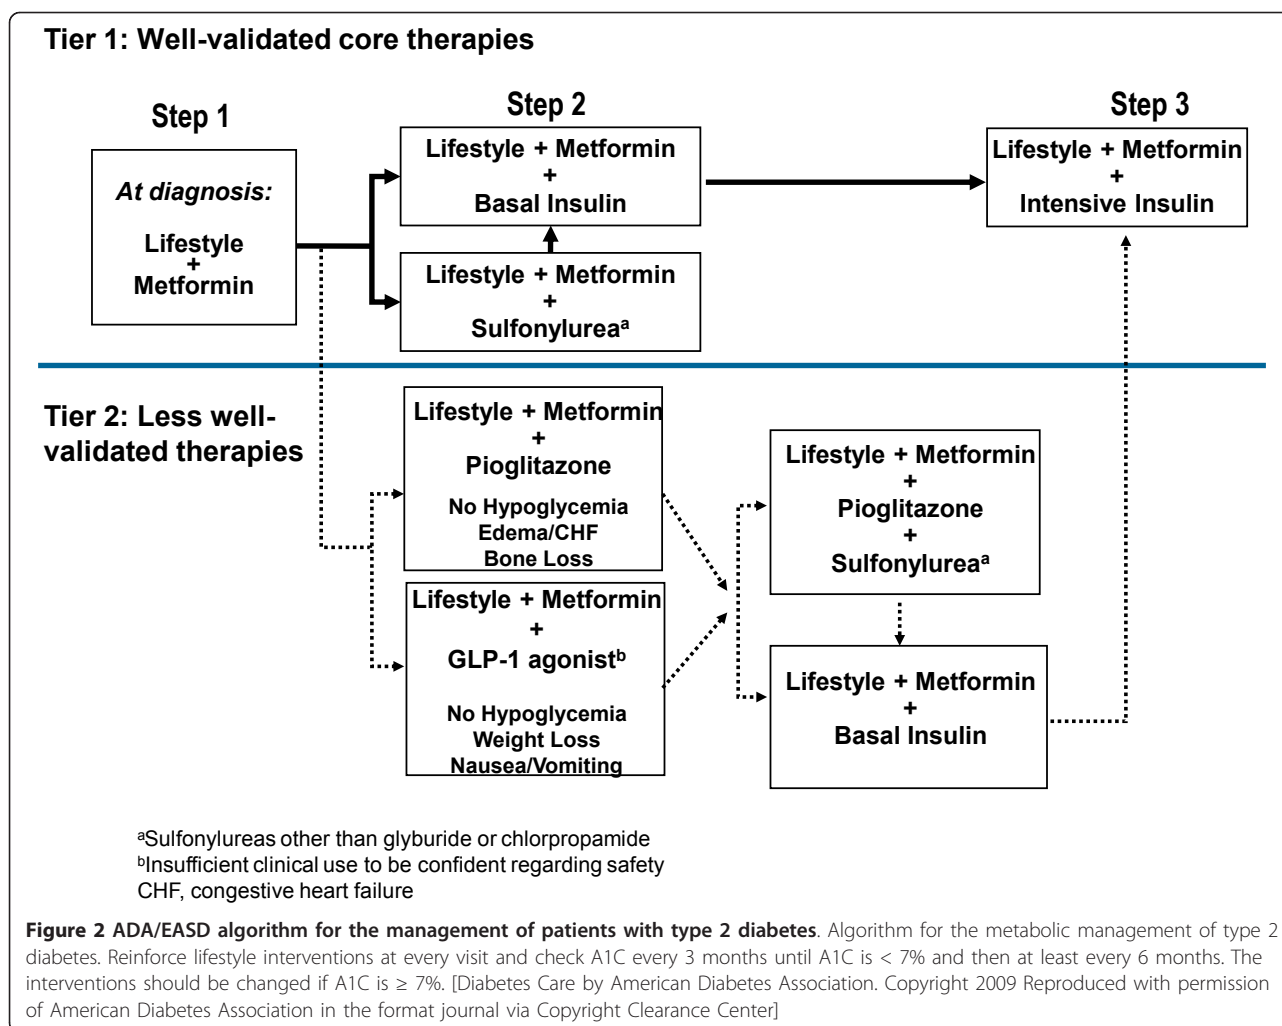 Tier 1: Well-validated core therapies
Step 1
Step 2
Step 3
At diagnosis:
Lifestyle
+
Metformin
Lifestyle + Metformin
+
Basal Insulin
Lifestyle + Metformin
+
Sulfonylureaᵃ
Lifestyle + Metformin
+
Intensive Insulin
Tier 2: Less well-
validated therapies
Lifestyle + Metformin
+
Pioglitazone
No Hypoglycemia
Edema/CHF
Bone Loss
Lifestyle + Metformin
+
GLP-1 agonistᵇ
No Hypoglycemia
Weight Loss
Nausea/Vomiting
Lifestyle + Metformin
+
Pioglitazone
+
Sulfonylureaᵃ
Lifestyle + Metformin
+
Basal Insulin
ᵃSulfonylureas other than glyburide or chlorpropamide
ᵇInsufficient clinical use to be confident regarding safety
CHF, congestive heart failure
Figure 2 ADA/EASD algorithm for the management of patients with type 2 diabetes. Algorithm for the metabolic management of type 2
diabetes. Reinforce lifestyle interventions at every visit and check A1C every 3 months until A1C is < 7% and then at least every 6 months. The
interventions should be changed if A1C is ≥ 7%. [Diabetes Care by American Diabetes Association. Copyright 2009 Reproduced with permission
of American Diabetes Association in the format journal via Copyright Clearance Center]